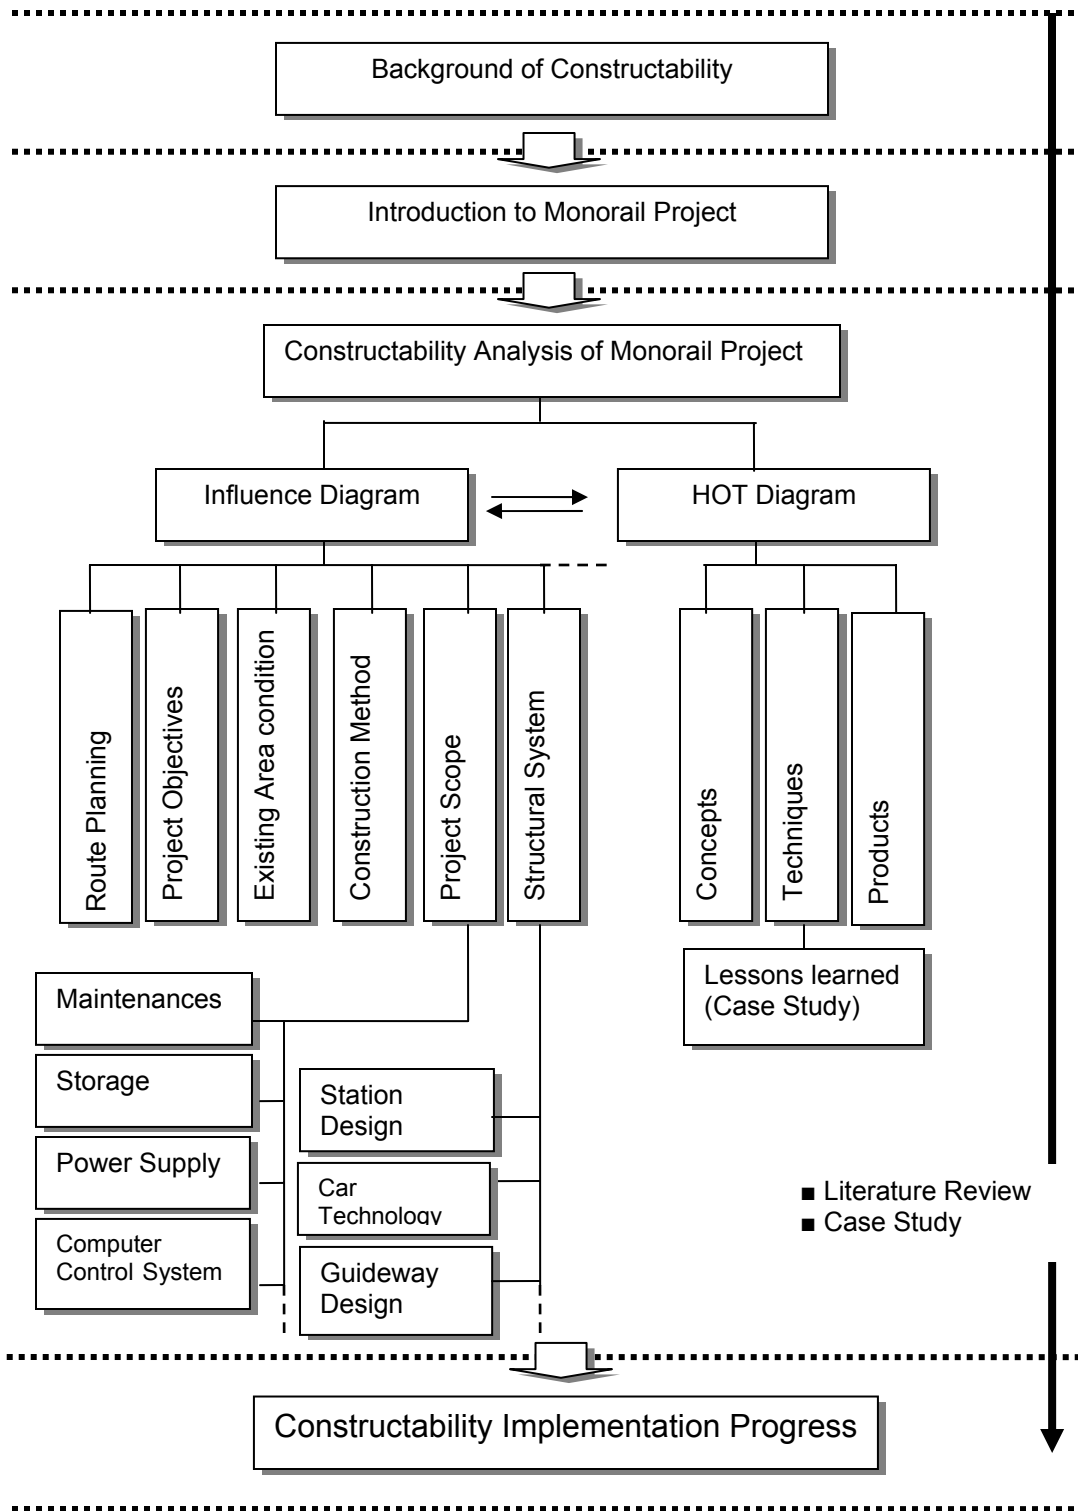 Background of Constructability
Introduction to Monorail Project
Constructability Analysis of Monorail Project
Influence Diagram
HOT Diagram
Route Planning
Project Objectives
Existing Area condition
Construction Method
Project Scope
Structural System
Concepts
Techniques
Products
Lessons learned
(Case Study)
Maintenances
Storage
Power Supply
Computer
Control System
Station
Design
Car
Technology
Guideway
Design
■ Literature Review
■ Case Study
Constructability Implementation Progress